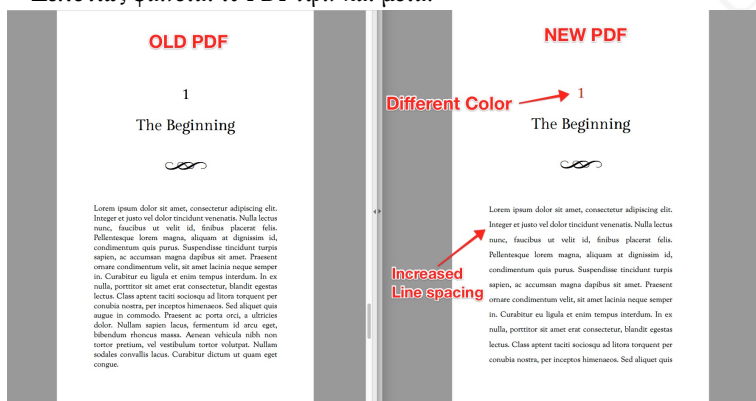 OLD PDF
1
The Beginning
Lorem ipsum dolor sit amet, consectetur adipiscing elit.
Integer et justo vel dolor tincidunt venenatis. Nulla lectus
nunc, faucibus ut velit id, finibus placerat felis.
Pellentesque lorem magna, aliquam at dignissim id,
condimentum quis purus. Suspendisse tincidunt turpis
sapien, ac accumsan magna dapibus sit amet. Praesent
ornare condimentum velit, sit amet lacinia neque semper
in. Curabitur eu ligula et enim tempus interdum. In ex
nulla, porttitor sit amet erat consectetur, blandit egestas
lectus. Class aptent taciti sociosqu ad litora torquent per
conubia nostra, per inceptos himenaeos. Sed aliquet quis
augue in commodo. Praesent ac porta orci, a ultricies
dolor. Nullam sapien lacus, fermentum id arcu eget,
bibendum rhoncus massa. Aenean vehicula nibh non
tortor pretium, vel vestibulum tortor volutpat. Nullam
sodales convallis lacus. Curabitur dictum ut quam eget
congue.
NEW PDF
Different Color
1
The Beginning
Lorem ipsum dolor sit amet, consectetur adipiscing elit.
Integer et justo vel dolor tincidunt venenatis. Nulla lectus
nunc, faucibus ut velit id, finibus placerat felis.
Pellentesque lorem magna, aliquam at dignissim id,
condimentum quis purus. Suspendisse tincidunt turpis
sapien, ac accumsan magna dapibus sit amet. Praesent
ornare condimentum velit, sit amet lacinia neque semper
in. Curabitur eu ligula et enim tempus interdum. In ex
nulla, porttitor sit amet erat consectetur, blandit egestas
lectus. Class aptent taciti sociosqu ad litora torquent per
conubia nostra, per inceptos himenaeos. Sed aliquet quis
Increased
Line spacing